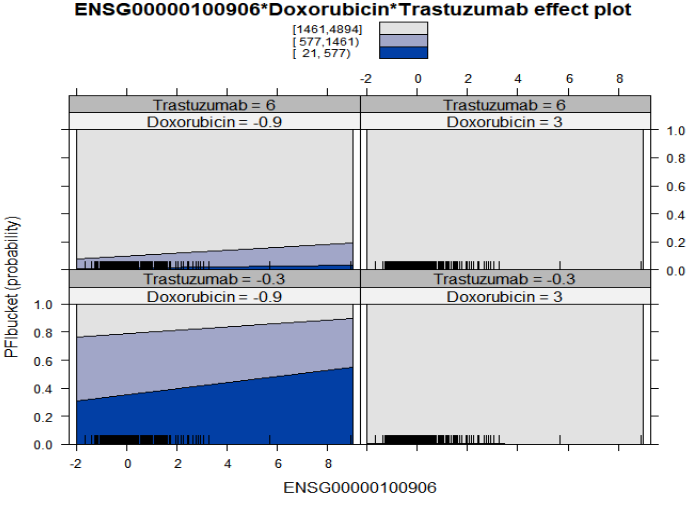 ENSG00000100906*Doxorubicin*Trastuzumab effect plot
[1461,4894]
[ 577,1461)
[ 21, 577)
-2 0 2 4 6 8
Trastuzumab = 6 Trastuzumab = 6
Doxorubicin = -0.9 Doxorubicin = 3
1.0
0.8
0.6
0.4
0.2
0.0
Trastuzumab = -0.3 Trastuzumab = -0.3
Doxorubicin = -0.9 Doxorubicin = 3
PFIbucket (probability)
1.0
0.8
0.6
0.4
0.2
0.0
-2 0 2 4 6 8
ENSG00000100906